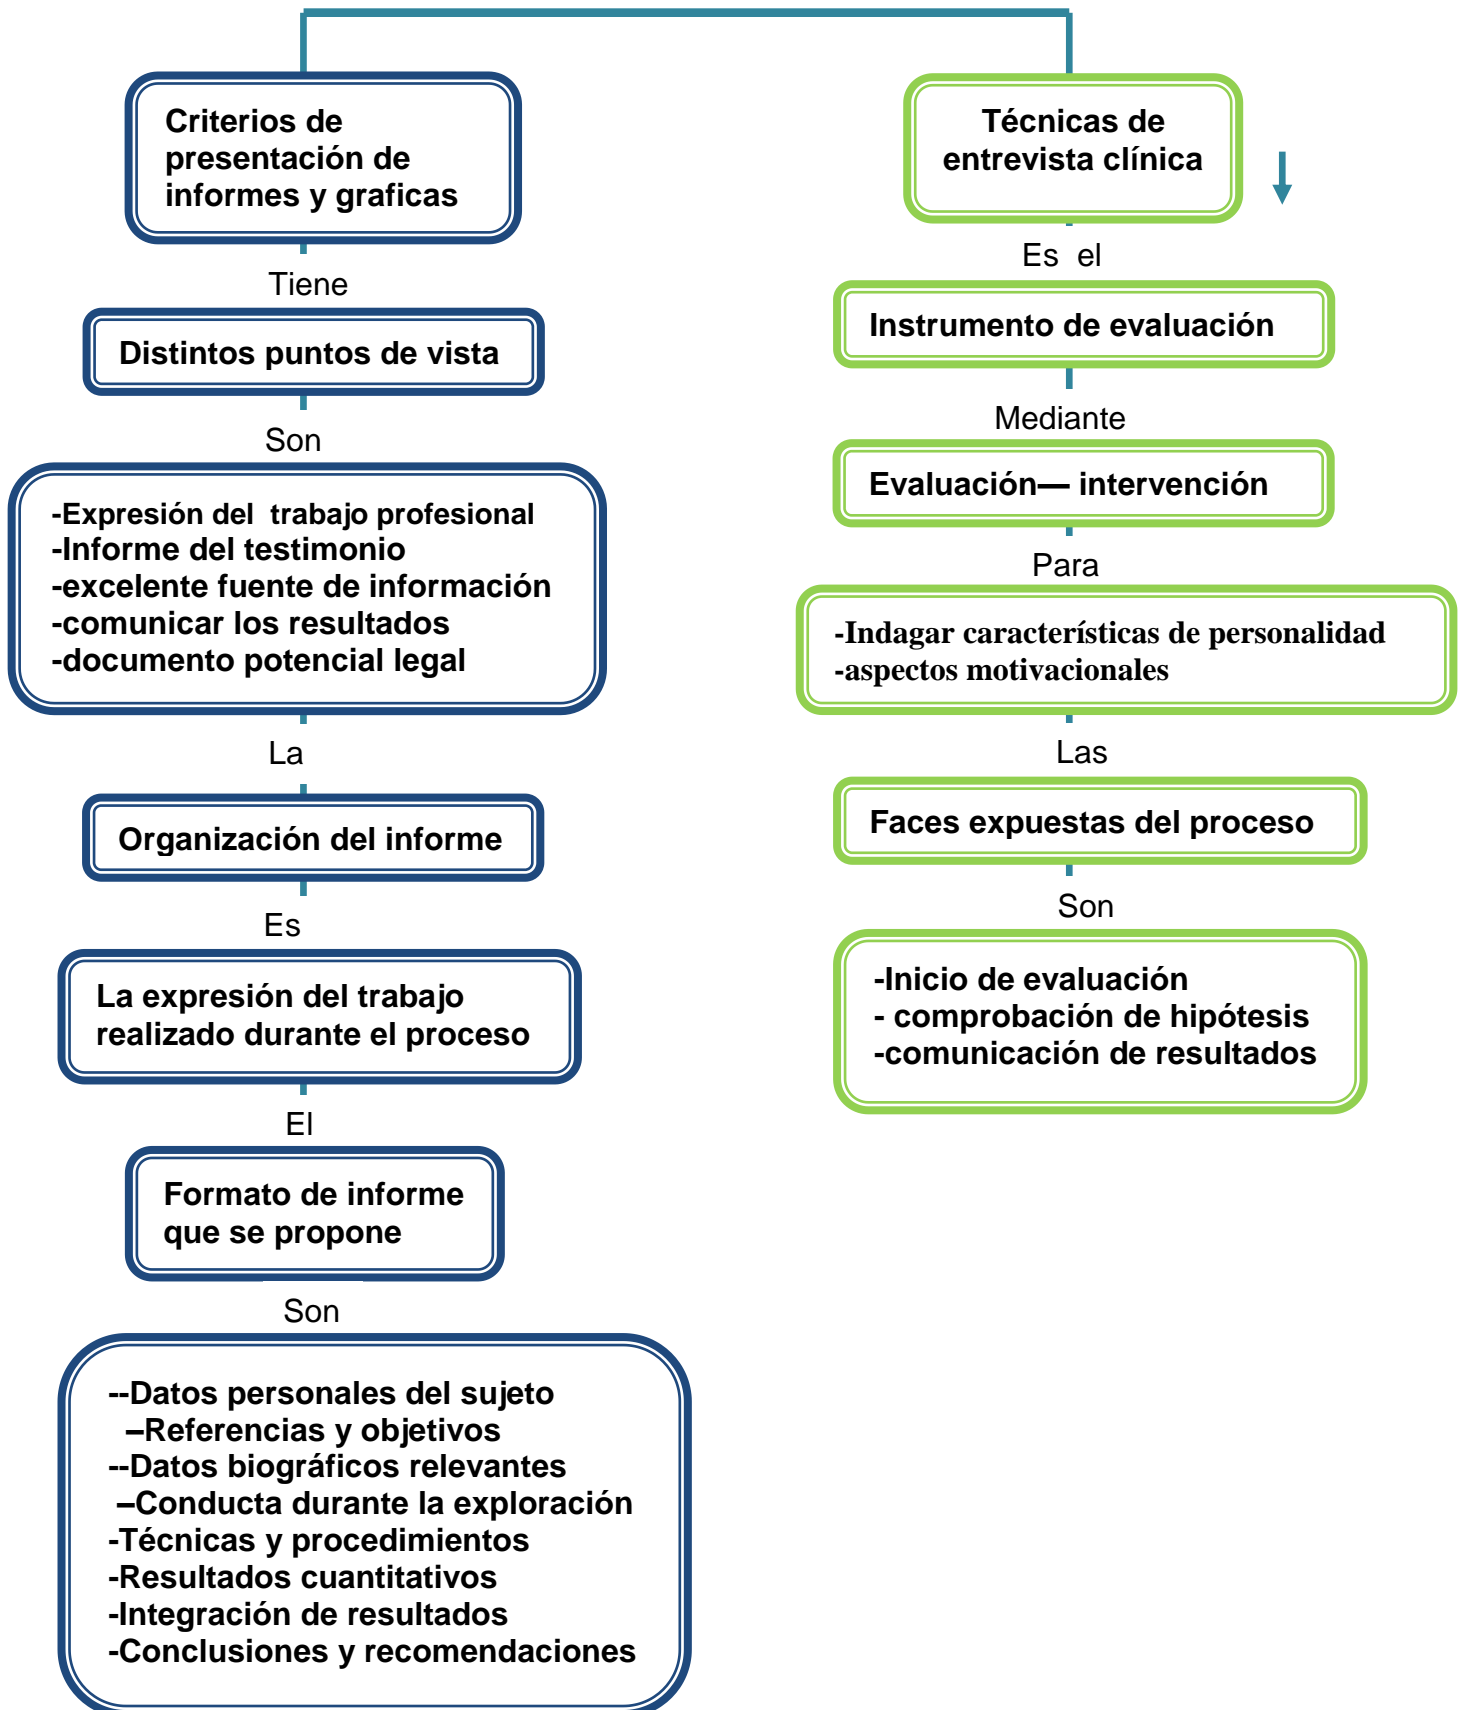 Criterios de
presentación de
informes y graficas
Tiene
Distintos puntos de vista
Son
-Expresión del  trabajo profesional
-Informe del testimonio
-excelente fuente de información
-comunicar los resultados
-documento potencial legal
La
Organización del informe
Es
La expresión del trabajo
realizado durante el proceso
El
Formato de informe
que se propone
Son
--Datos personales del sujeto
–Referencias y objetivos
--Datos biográficos relevantes
–Conducta durante la exploración
-Técnicas y procedimientos
-Resultados cuantitativos
-Integración de resultados
-Conclusiones y recomendaciones
Técnicas de
entrevista clínica
Es  el
Instrumento de evaluación
Mediante
Evaluación— intervención
Para
-Indagar características de personalidad
-aspectos motivacionales
Las
Faces expuestas del proceso
Son
-Inicio de evaluación
- comprobación de hipótesis
-comunicación de resultados